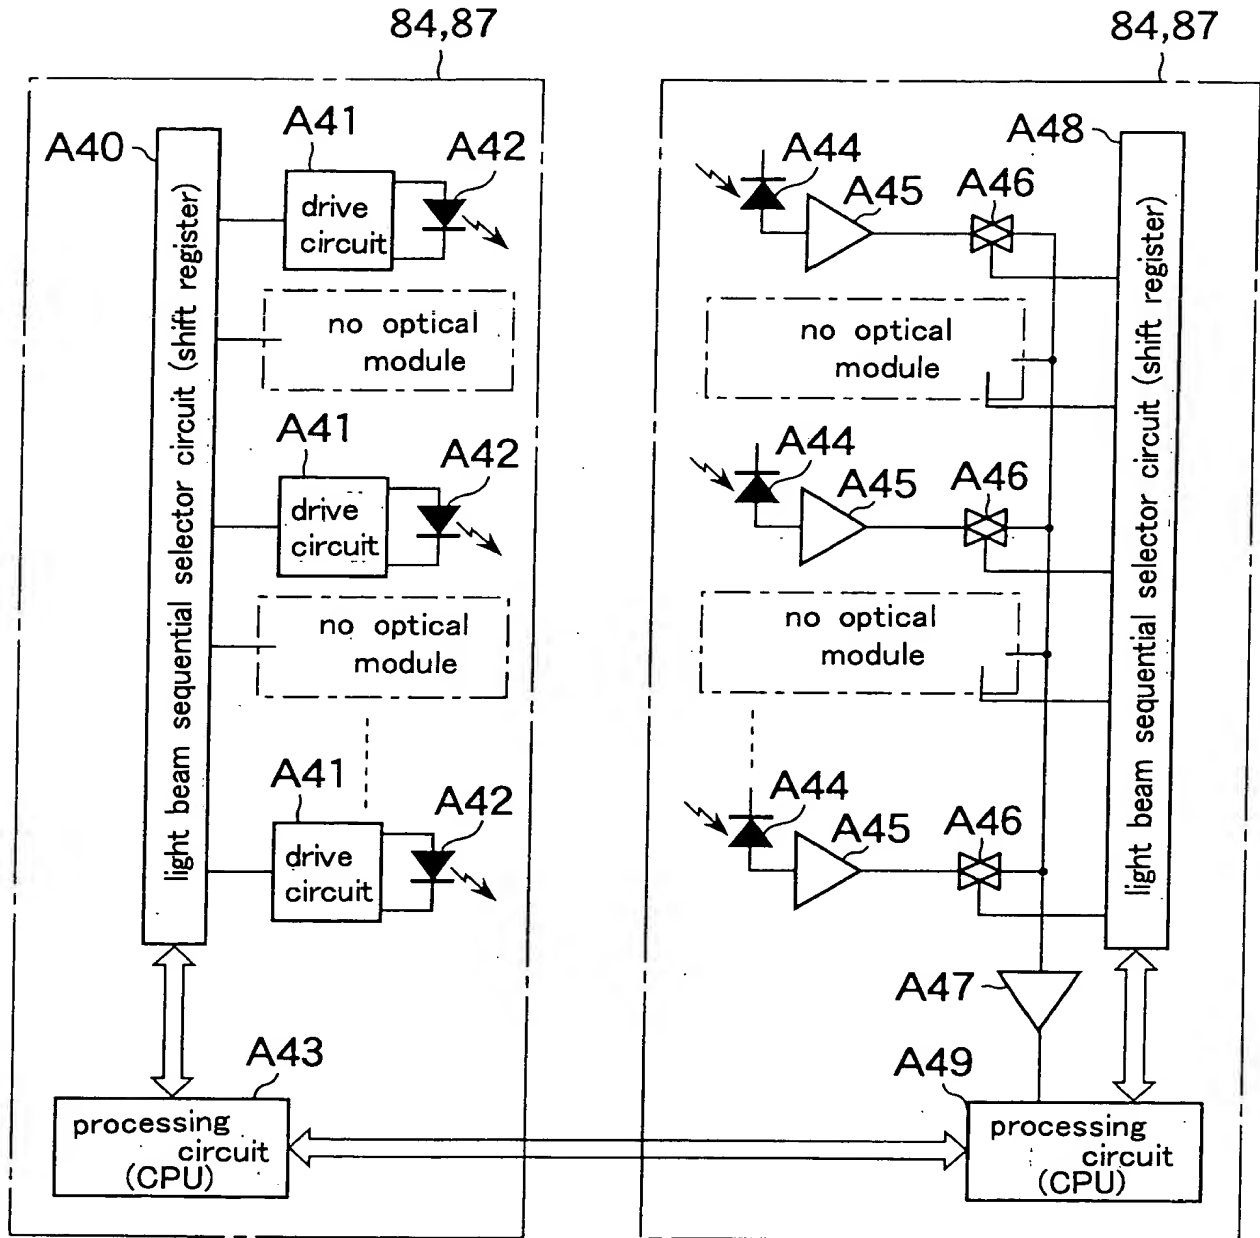 84,87
84,87
A40
A41
A42
drive
circuit
no optical
module
A41
A42
drive
circuit
no optical
module
A41
A42
drive
circuit
light beam sequential selector circuit (shift register)
A43
processing
circuit
(CPU)
A44
A45
A46
A48
no optical
module
A44
A45
A46
no optical
module
A44
A45
A46
light beam sequential selector circuit (shift register)
A47
A49
processing
circuit
(CPU)